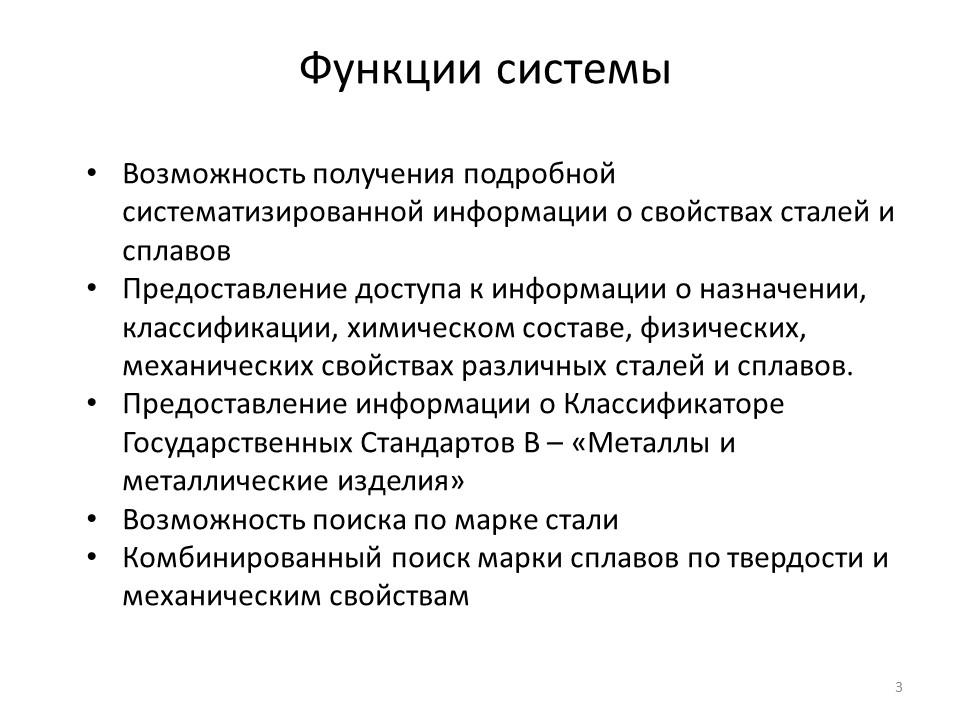 Функции системы
• Возможность получения подробной
систематизированной информации о свойствах сталей и
сплавов
• Предоставление доступа к информации о назначении,
классификации, химическом составе, физических,
механических свойствах различных сталей и сплавов.
• Предоставление информации о Классификаторе
Государственных Стандартов В – «Металлы и
металлические изделия»
• Возможность поиска по марке стали
• Комбинированный поиск марки сплавов по твердости и
механическим свойствам
3